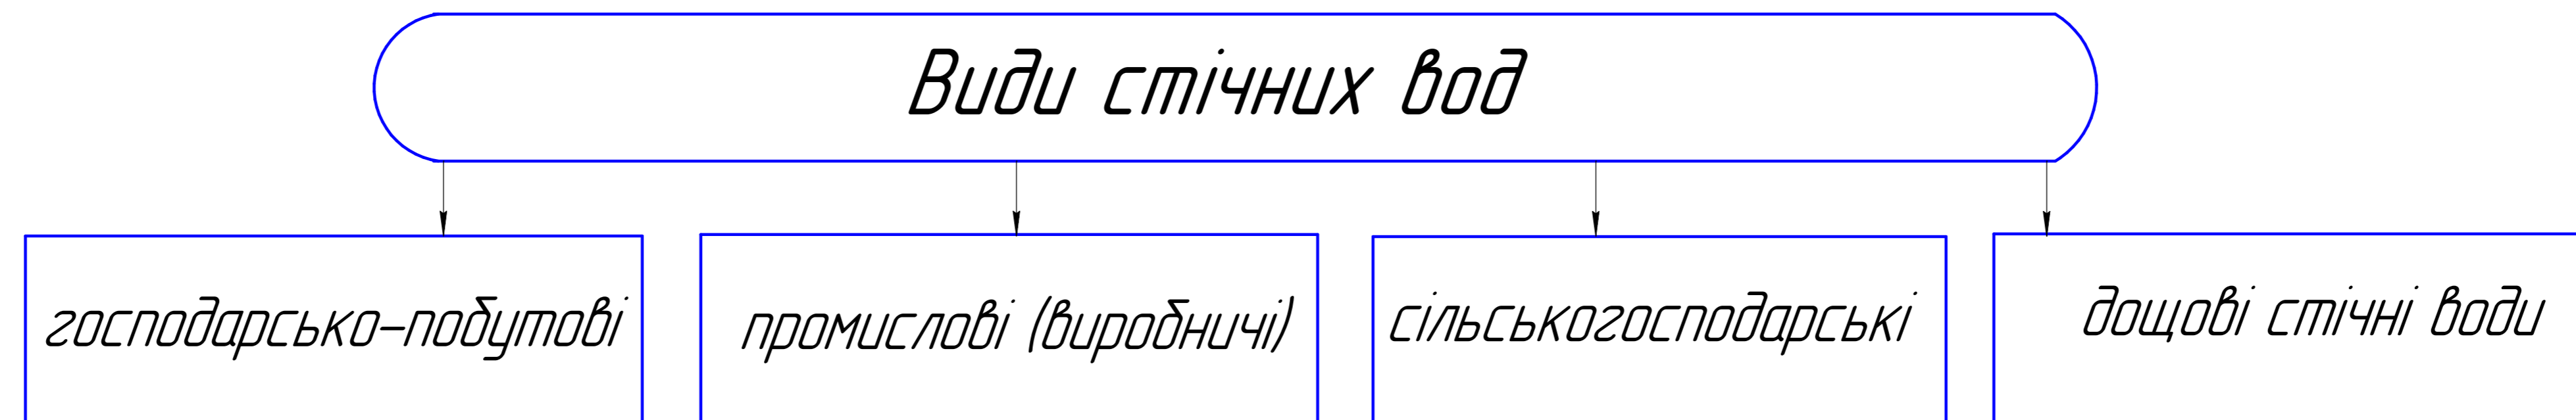 Види стічних вод
господарсько-побутові
промислові (виробничі)
сільськогосподарські
дощові стічні води